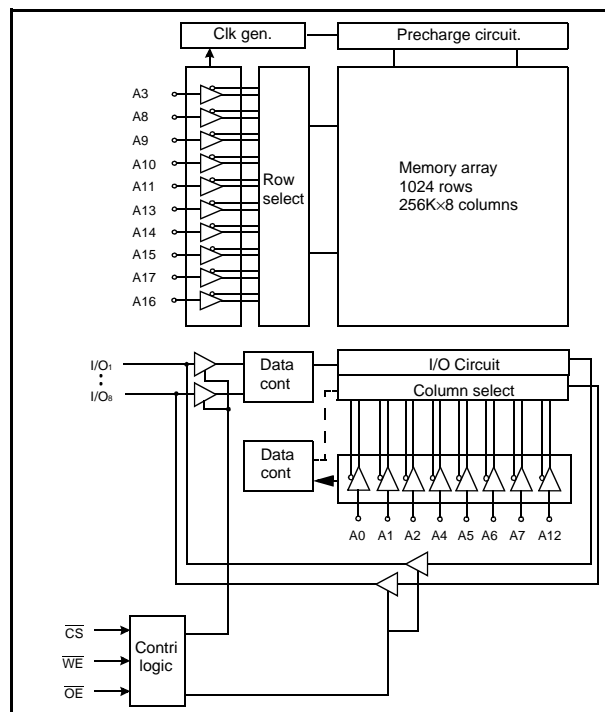 Clk gen.
Precharge circuit.
A3
A8
A9
A10
A11
A13
A14
A15
A17
A16
Row
select
Memory array
1024 rows
256K×8 columns
I/O₁
I/O₈
Data
cont
I/O Circuit
Column select
Data
cont
A0 A1 A2 A4 A5 A6 A7 A12
CS
WE
OE
Contri
logic